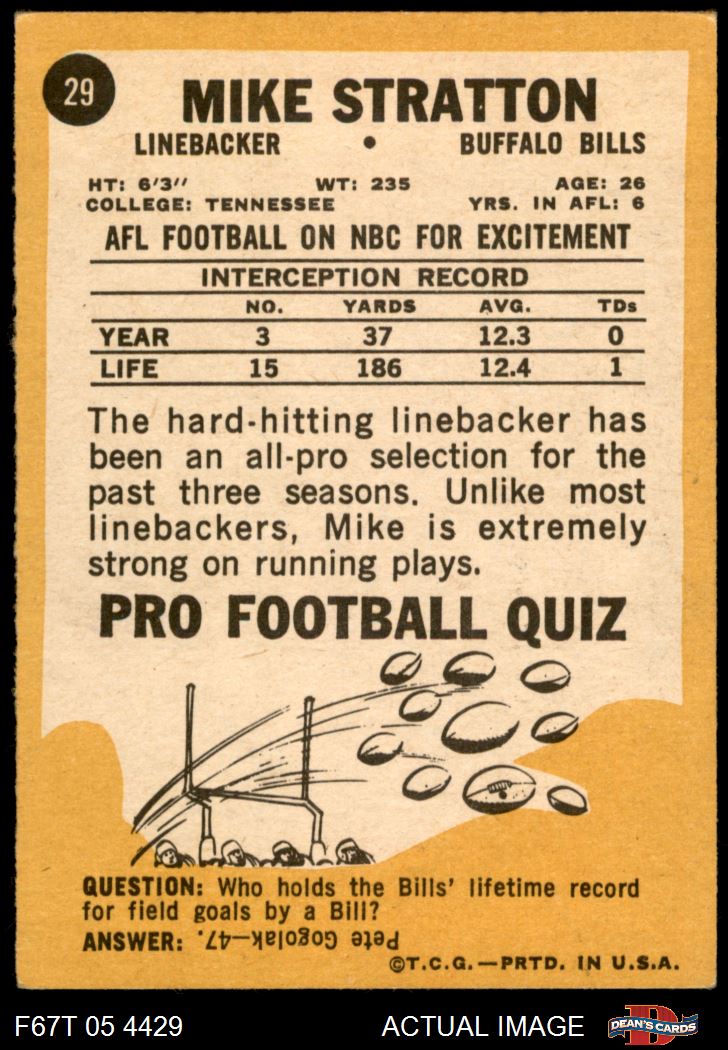 29
MIKE STRATTON
LINEBACKER • BUFFALO BILLS
HT: 6'3" WT: 235 AGE: 26
COLLEGE: TENNESSEE YRS. IN AFL: 6
AFL FOOTBALL ON NBC FOR EXCITEMENT
INTERCEPTION RECORD
NO. YARDS AVG. TDs
YEAR 3 37 12.3 0
LIFE 15 186 12.4 1
The hard-hitting linebacker has
been an all-pro selection for the
past three seasons. Unlike most
linebackers, Mike is extremely
strong on running plays.
PRO FOOTBALL QUIZ
QUESTION: Who holds the Bills' lifetime record
for field goals by a Bill?
ANSWER: Pete Gogolak—47.
©T.C.G.—PRTD. IN U.S.A.
F67T 05 4429 ACTUAL IMAGE D DEAN'S CARDS